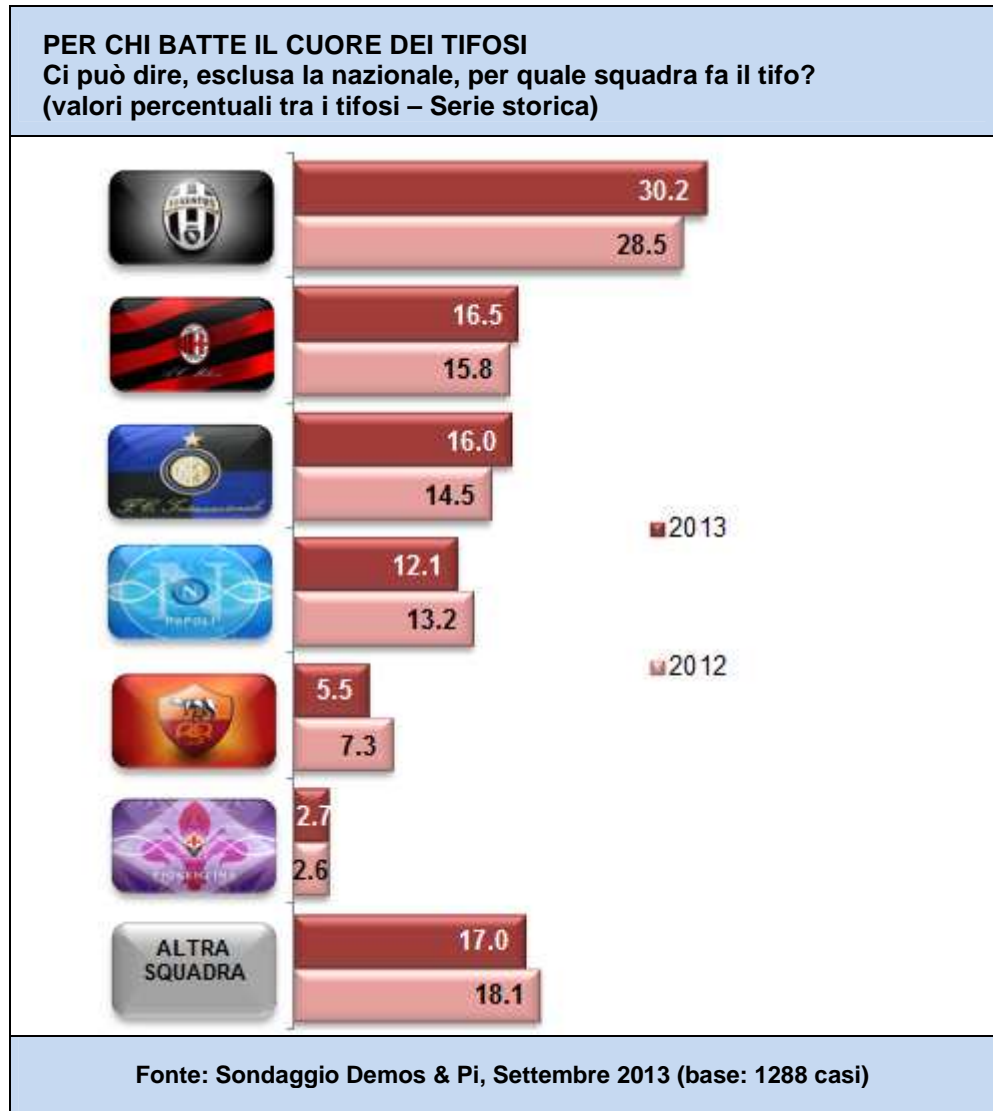 PER CHI BATTE IL CUORE DEI TIFOSI
Ci può dire, esclusa la nazionale, per quale squadra fa il tifo?
(valori percentuali tra i tifosi – Serie storica)
JUVENTUS
30.2
28.5
16.5
15.8
16.0
14.5
N
NAPOLI
12.1
13.2
5.5
7.3
FIORENTINA
2.7
2.6
ALTRA
SQUADRA
17.0
18.1
2013
2012
Fonte: Sondaggio Demos & Pi, Settembre 2013 (base: 1288 casi)